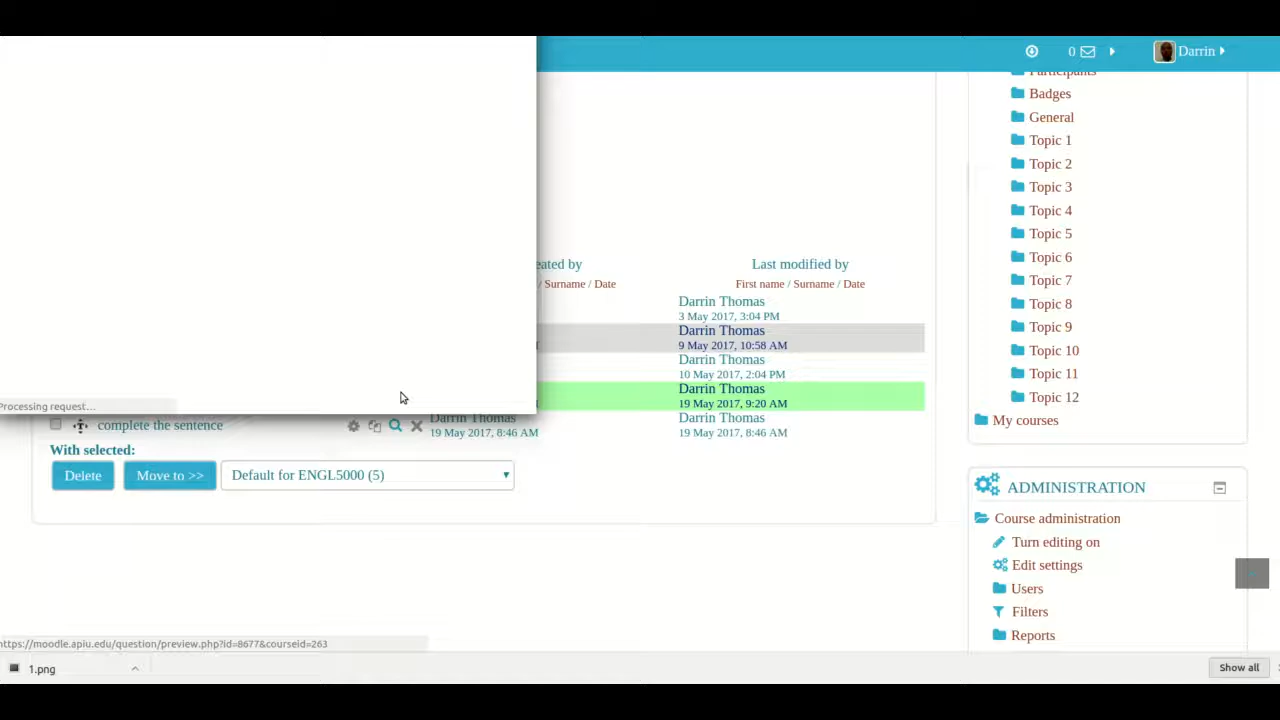 0
Darrin
Participants
Badges
General
Topic 1
Topic 2
Topic 3
Topic 4
Topic 5
Topic 6
Topic 7
Topic 8
Topic 9
Topic 10
Topic 11
Topic 12
My courses
ADMINISTRATION
Course administration
Turn editing on
Edit settings
Users
Filters
Reports
eated by
Last modified by
/ Surname / Date
First name / Surname / Date
Darrin Thomas
3 May 2017, 3:04 PM
Darrin Thomas
9 May 2017, 10:58 AM
Darrin Thomas
10 May 2017, 2:04 PM
Darrin Thomas
19 May 2017, 9:20 AM
Processing request...
complete the sentence
Darrin Thomas
19 May 2017, 8:46 AM
Darrin Thomas
19 May 2017, 8:46 AM
With selected:
Delete
Move to >>
Default for ENGL5000 (5)
https://moodle.apiu.edu/question/preview.php?id=8677&courseid=263
1.png
Show all